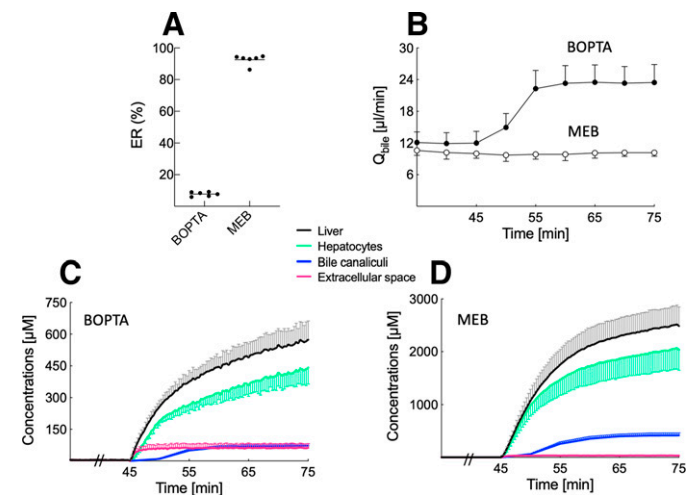 A
ER (%)
100
80
60
40
20
BOPTA
MEB
B
Qbile [µl/min]
30
24
18
12
6
BOPTA
MEB
45
55
65
75
Time [min]
Liver
Hepatocytes
Bile canaliculi
Extracellular space
C
BOPTA
Concentrations [µM]
750
600
450
300
150
45
55
65
75
Time [min]
D
MEB
Concentrations [µM]
3000
2000
1000
45
55
65
75
Time [min]